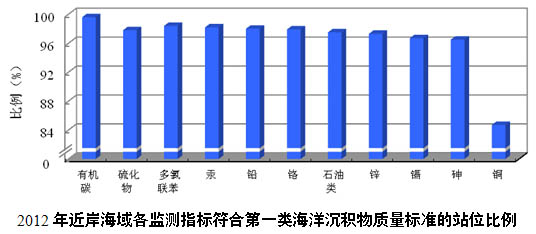 100
96
92
88
84
0
比例（%）
有机碳
硫化物
多氯联苯
汞
铅
铬
石油类
锌
镉
砷
铜
2012 年近岸海域各监测指标符合第一类海洋沉积物质量标准的站位比例